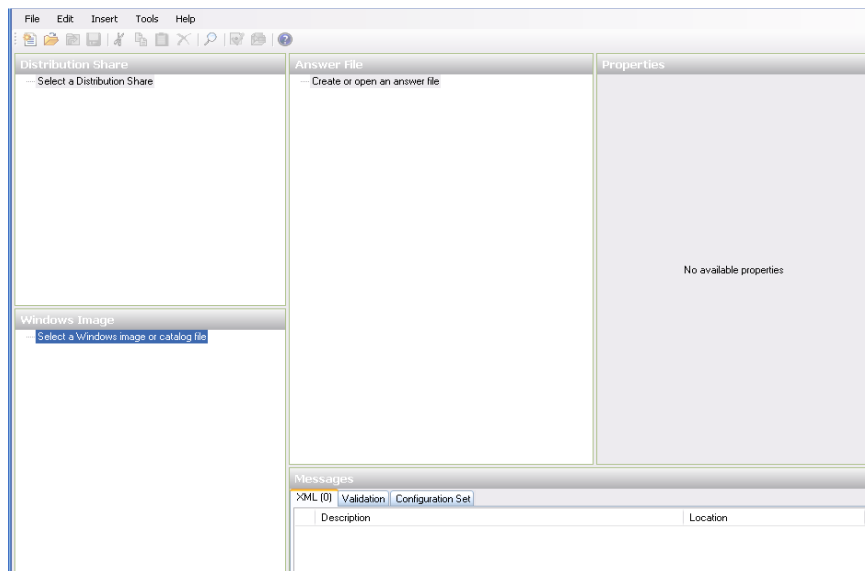 File Edit Insert Tools Help
Distribution Share
Select a Distribution Share
Answer File
Create or open an answer file
Properties
No available properties
Windows Image
Select a Windows image or catalog file
Messages
XML (0) Validation Configuration Set
Description Location